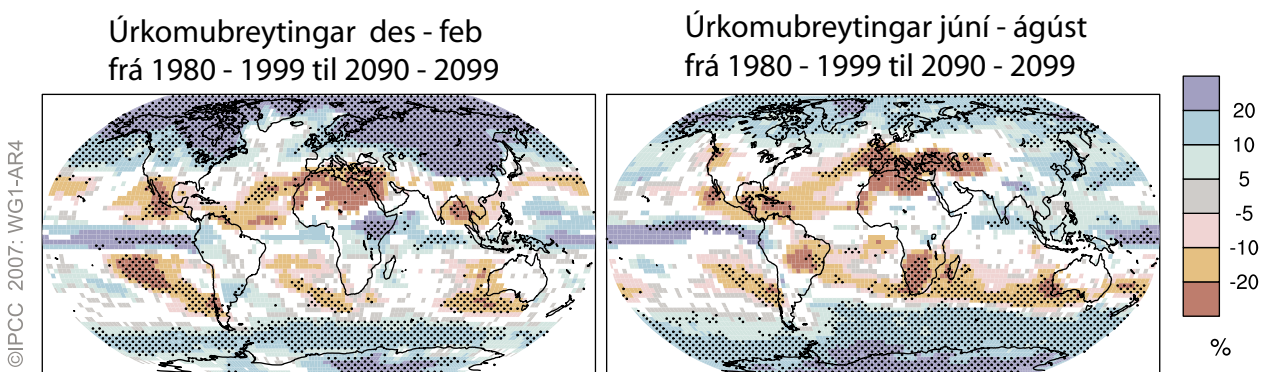 Úrkomubreytingar des - feb
frá 1980 - 1999 til 2090 - 2099
Úrkomubreytingar júní - ágúst
frá 1980 - 1999 til 2090 - 2099
©IPCC 2007: WG1-AR4
20
10
5
-5
-10
-20
%